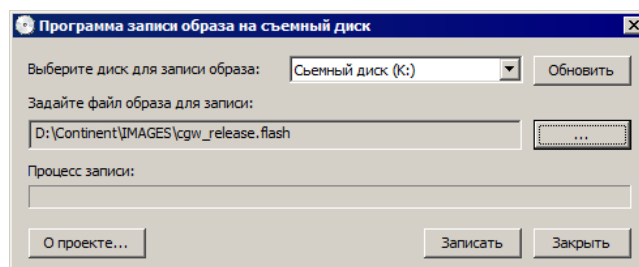 Программа записи образа на съемный диск
Выберите диск для записи образа: Съемный диск (K:) Обновить
Задайте файл образа для записи:
D:\Continent\IMAGES\cgw_release.flash ...
Процесс записи:
О проекте... Записать Закрыть